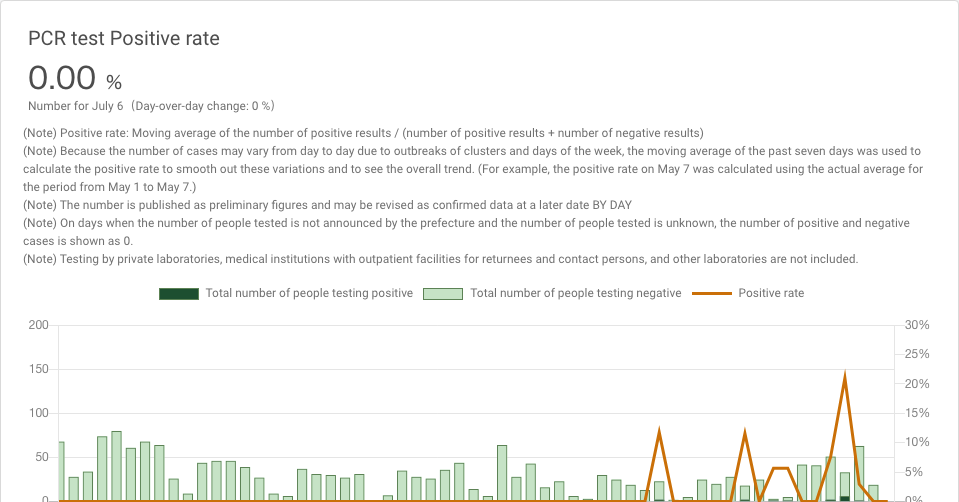 PCR test Positive rate
0.00 %
Number for July 6（Day-over-day change: 0 %）
(Note) Positive rate: Moving average of the number of positive results / (number of positive results + number of negative results)
(Note) Because the number of cases may vary from day to day due to outbreaks of clusters and days of the week, the moving average of the past seven days was used to
calculate the positive rate to smooth out these variations and to see the overall trend. (For example, the positive rate on May 7 was calculated using the actual average for
the period from May 1 to May 7.)
(Note) The number is published as preliminary figures and may be revised as confirmed data at a later date BY DAY
(Note) On days when the number of people tested is not announced by the prefecture and the number of people tested is unknown, the number of positive and negative
cases is shown as 0.
(Note) Testing by private laboratories, medical institutions with outpatient facilities for returnees and contact persons, and other laboratories are not included.
Total number of people testing positive Total number of people testing negative Positive rate
200 30%
25%
150
20%
100 15%
10%
50
5%
0 0%